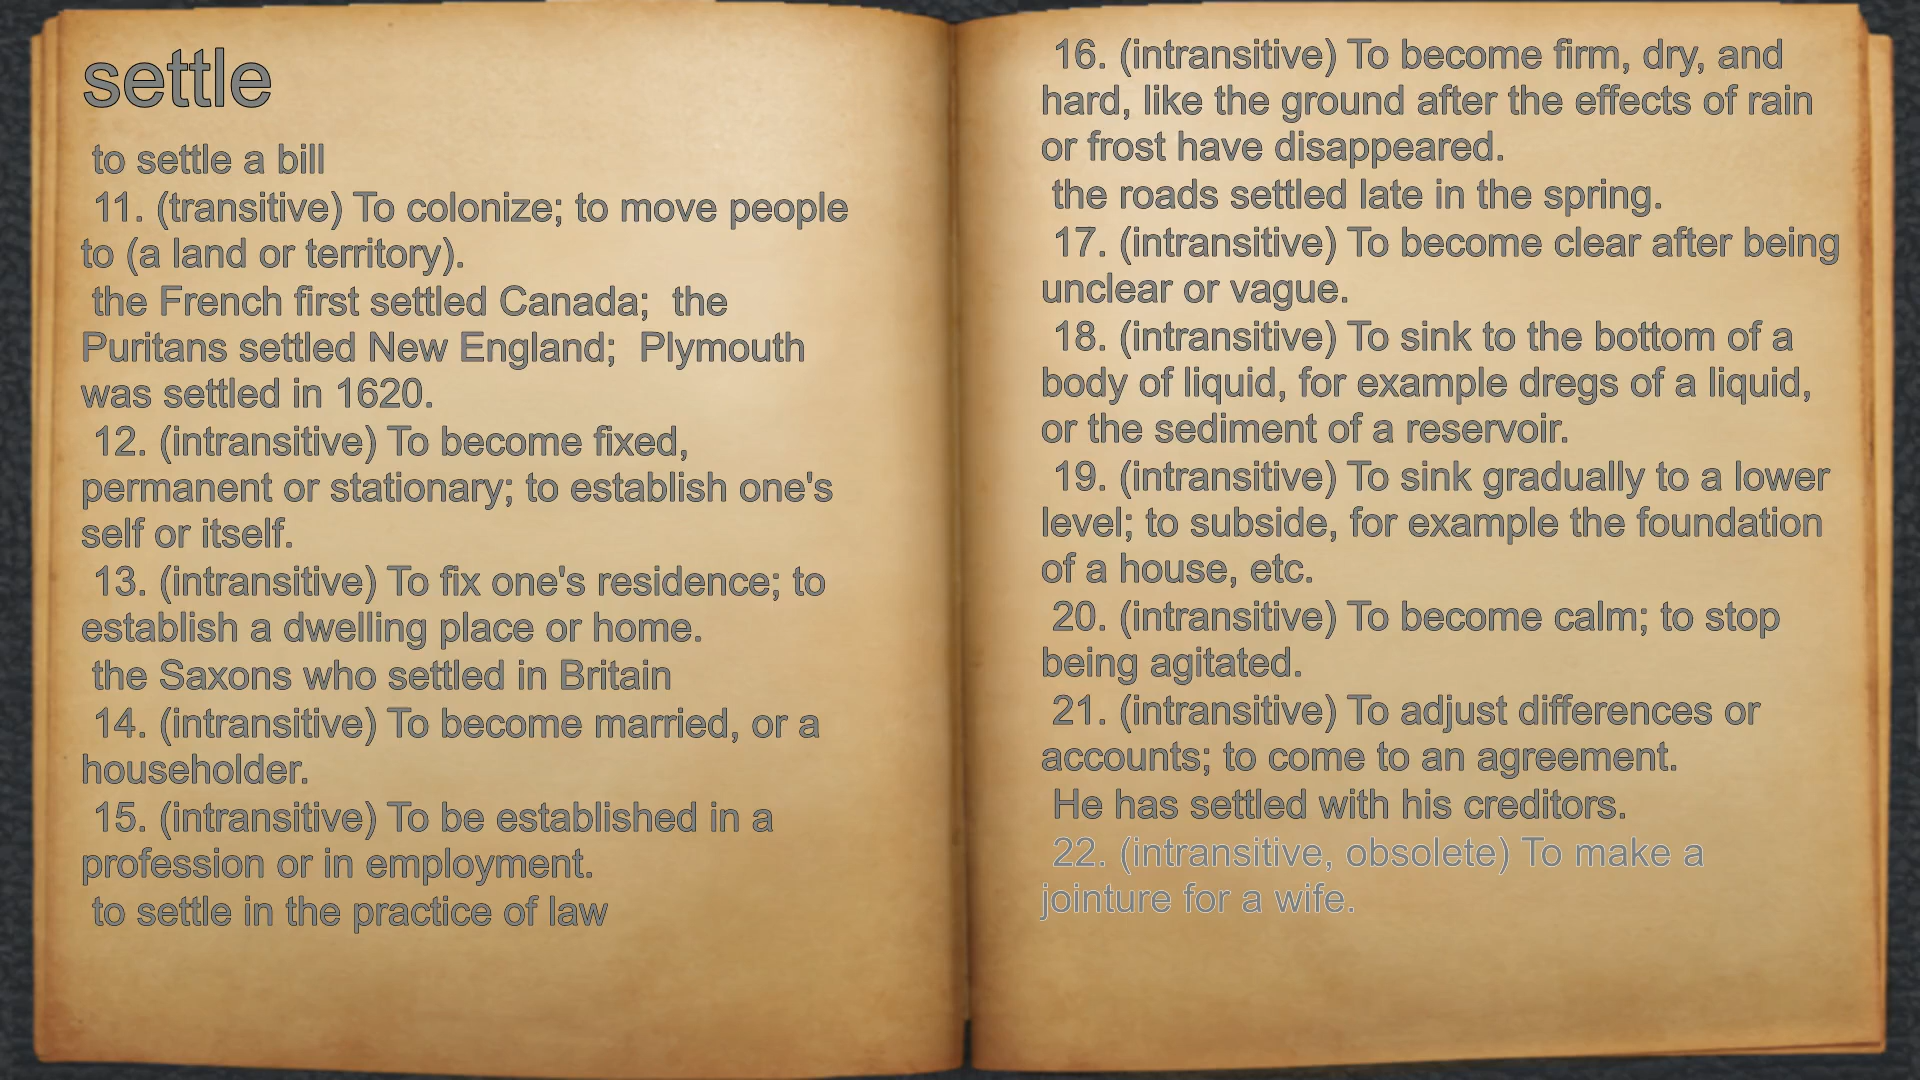 settle
to settle a bill
11. (transitive) To colonize; to move people
to (a land or territory).
the French first settled Canada;  the
Puritans settled New England;  Plymouth
was settled in 1620.
12. (intransitive) To become fixed,
permanent or stationary; to establish one's
self or itself.
13. (intransitive) To fix one's residence; to
establish a dwelling place or home.
the Saxons who settled in Britain
14. (intransitive) To become married, or a
householder.
15. (intransitive) To be established in a
profession or in employment.
to settle in the practice of law
16. (intransitive) To become firm, dry, and
hard, like the ground after the effects of rain
or frost have disappeared.
the roads settled late in the spring.
17. (intransitive) To become clear after being
unclear or vague.
18. (intransitive) To sink to the bottom of a
body of liquid, for example dregs of a liquid,
or the sediment of a reservoir.
19. (intransitive) To sink gradually to a lower
level; to subside, for example the foundation
of a house, etc.
20. (intransitive) To become calm; to stop
being agitated.
21. (intransitive) To adjust differences or
accounts; to come to an agreement.
He has settled with his creditors.
22. (intransitive, obsolete) To make a
jointure for a wife.